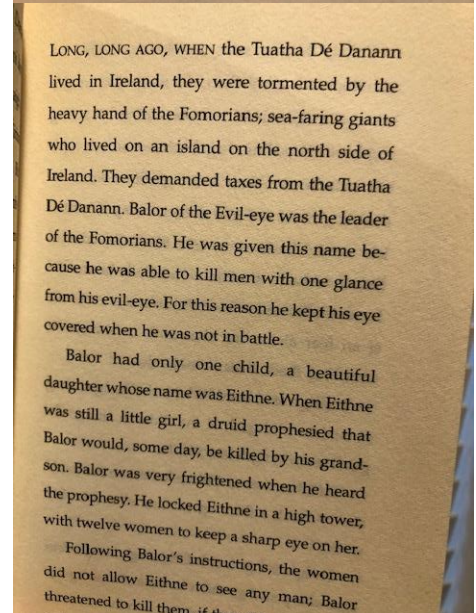 LONG, LONG AGO, WHEN the Tuatha Dé Danann
lived in Ireland, they were tormented by the
heavy hand of the Fomorians; sea-faring giants
who lived on an island on the north side of
Ireland. They demanded taxes from the Tuatha
Dé Danann. Balor of the Evil-eye was the leader
of the Fomorians. He was given this name be-
cause he was able to kill men with one glance
from his evil-eye. For this reason he kept his eye
covered when he was not in battle.
Balor had only one child, a beautiful
daughter whose name was Eithne. When Eithne
was still a little girl, a druid prophesied that
Balor would, some day, be killed by his grand-
son. Balor was very frightened when he heard
the prophesy. He locked Eithne in a high tower,
with twelve women to keep a sharp eye on her.
Following Balor's instructions, the women
did not allow Eithne to see any man; Balor
threatened to kill them, if